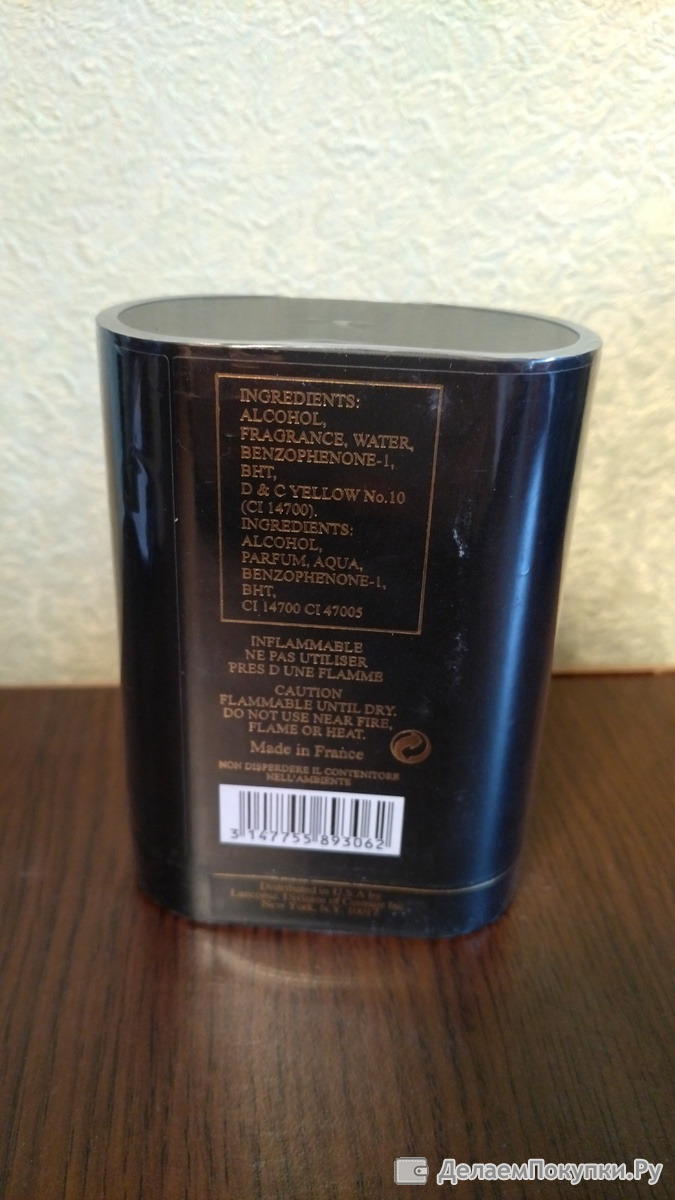 INGREDIENTS:
ALCOHOL,
FRAGRANCE, WATER,
BENZOPHENONE-1,
BHT,
D & C YELLOW No.10
(CI 14700).
INGREDIENTS:
ALCOHOL,
PARFUM, AQUA,
BENZOPHENONE-1,
BHT,
CI 14700 CI 47005
INFLAMMABLE
NE PAS UTILISER
PRES D UNE FLAMME
CAUTION
FLAMMABLE UNTIL DRY.
DO NOT USE NEAR FIRE,
FLAME OR HEAT.
Made in France
NON DISPERDERE IL CONTENITORE
NELL'AMBIENTE
3 147755 893062
Distributed in U.S.A by
Division of
New York, N.Y.
ДелаемПокупки.Ру